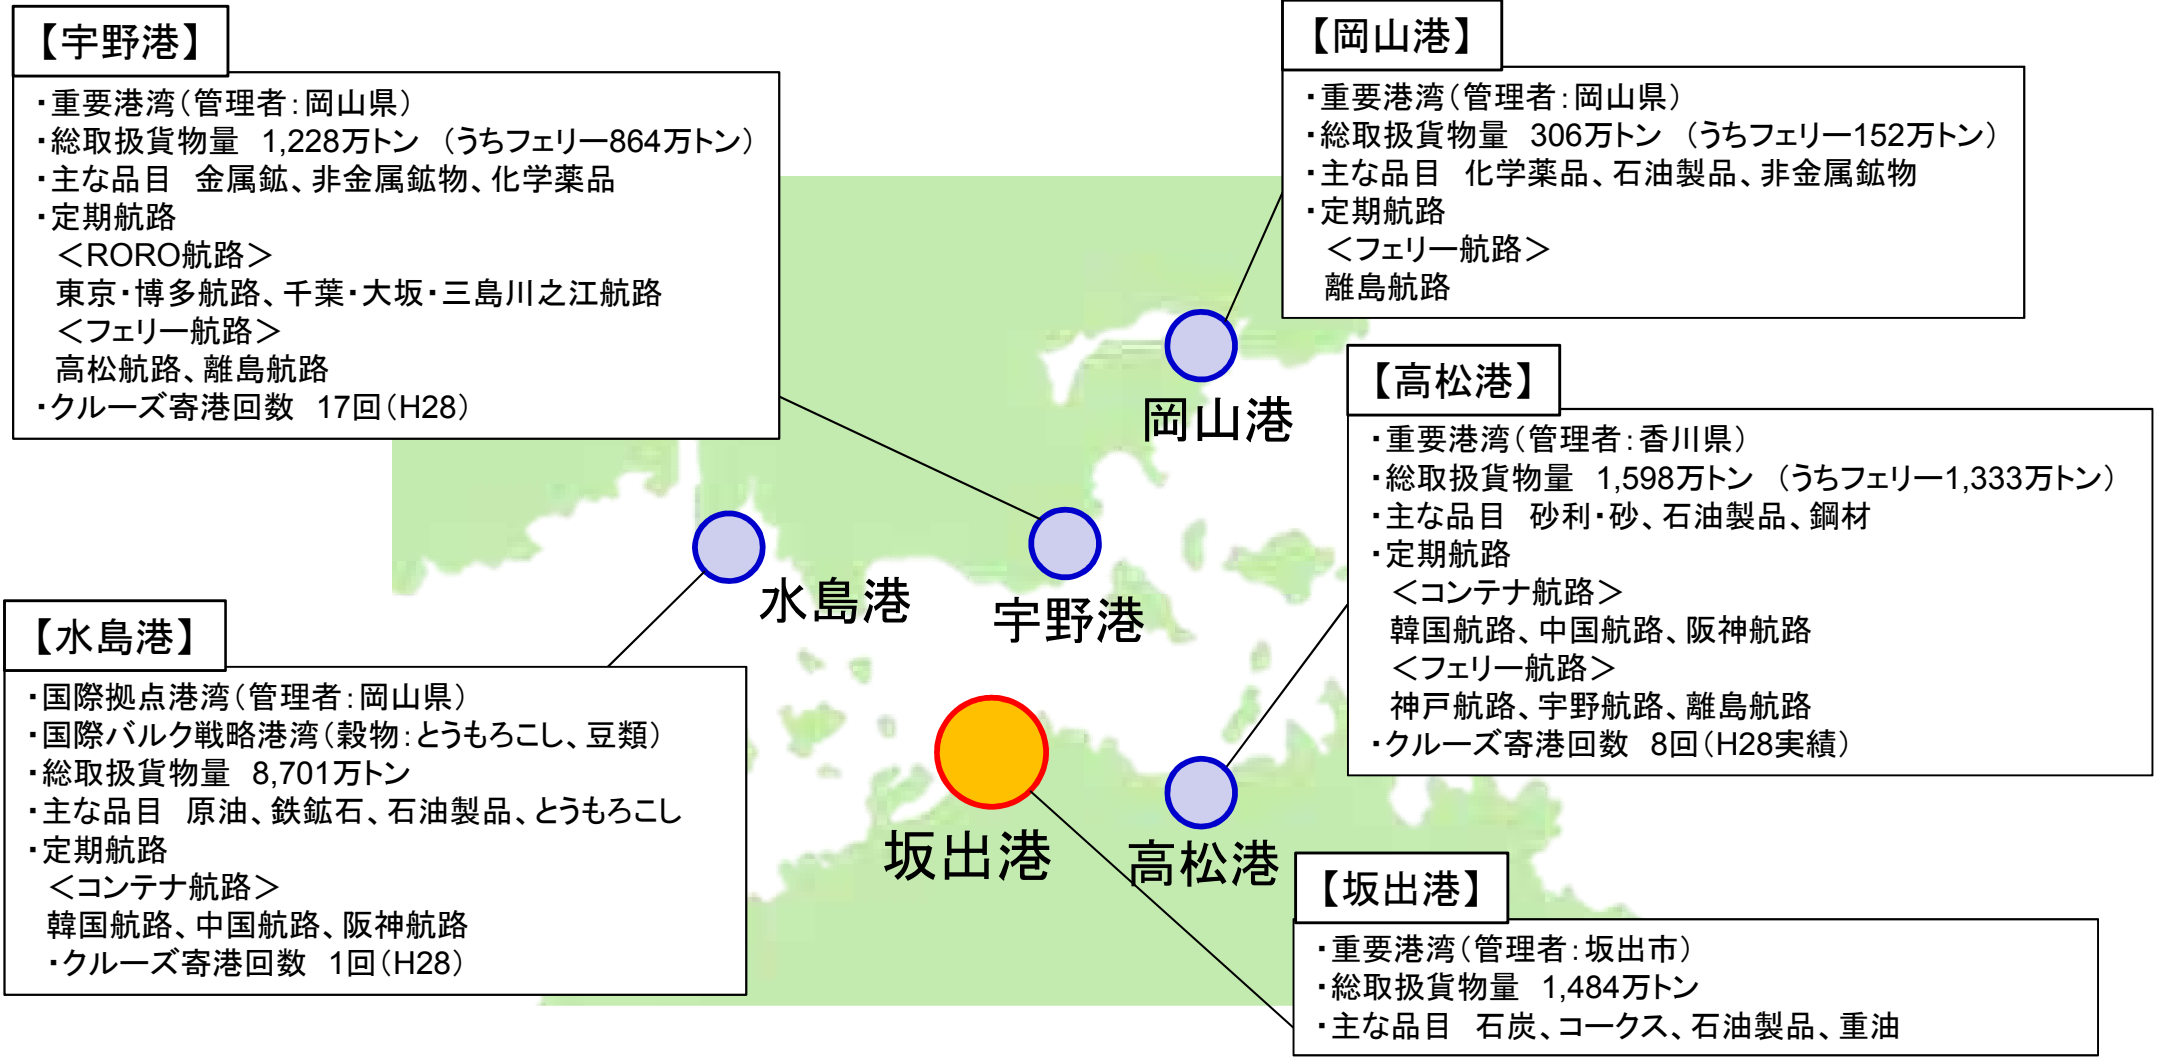 【宇野港】
・重要港湾（管理者：岡山県）
・総取扱貨物量　1,228万トン　（うちフェリー864万トン）
・主な品目　金属鉱、非金属鉱物、化学薬品
・定期航路
＜RORO航路＞
東京・博多航路、千葉・大坂・三島川之江航路
＜フェリー航路＞
高松航路、離島航路
・クルーズ寄港回数　17回（H28）
【岡山港】
・重要港湾（管理者：岡山県）
・総取扱貨物量　306万トン　（うちフェリー152万トン）
・主な品目　化学薬品、石油製品、非金属鉱物
・定期航路
＜フェリー航路＞
離島航路
岡山港
【高松港】
・重要港湾（管理者：香川県）
・総取扱貨物量　1,598万トン　（うちフェリー1,333万トン）
・主な品目　砂利・砂、石油製品、鋼材
・定期航路
＜コンテナ航路＞
韓国航路、中国航路、阪神航路
＜フェリー航路＞
神戸航路、宇野航路、離島航路
・クルーズ寄港回数　8回（H28実績）
水島港
宇野港
【水島港】
・国際拠点港湾（管理者：岡山県）
・国際バルク戦略港湾（穀物：とうもろこし、豆類）
・総取扱貨物量　8,701万トン
・主な品目　原油、鉄鉱石、石油製品、とうもろこし
・定期航路
＜コンテナ航路＞
韓国航路、中国航路、阪神航路
・クルーズ寄港回数　1回（H28）
坂出港
高松港
【坂出港】
・重要港湾（管理者：坂出市）
・総取扱貨物量　1,484万トン
・主な品目　石炭、コークス、石油製品、重油